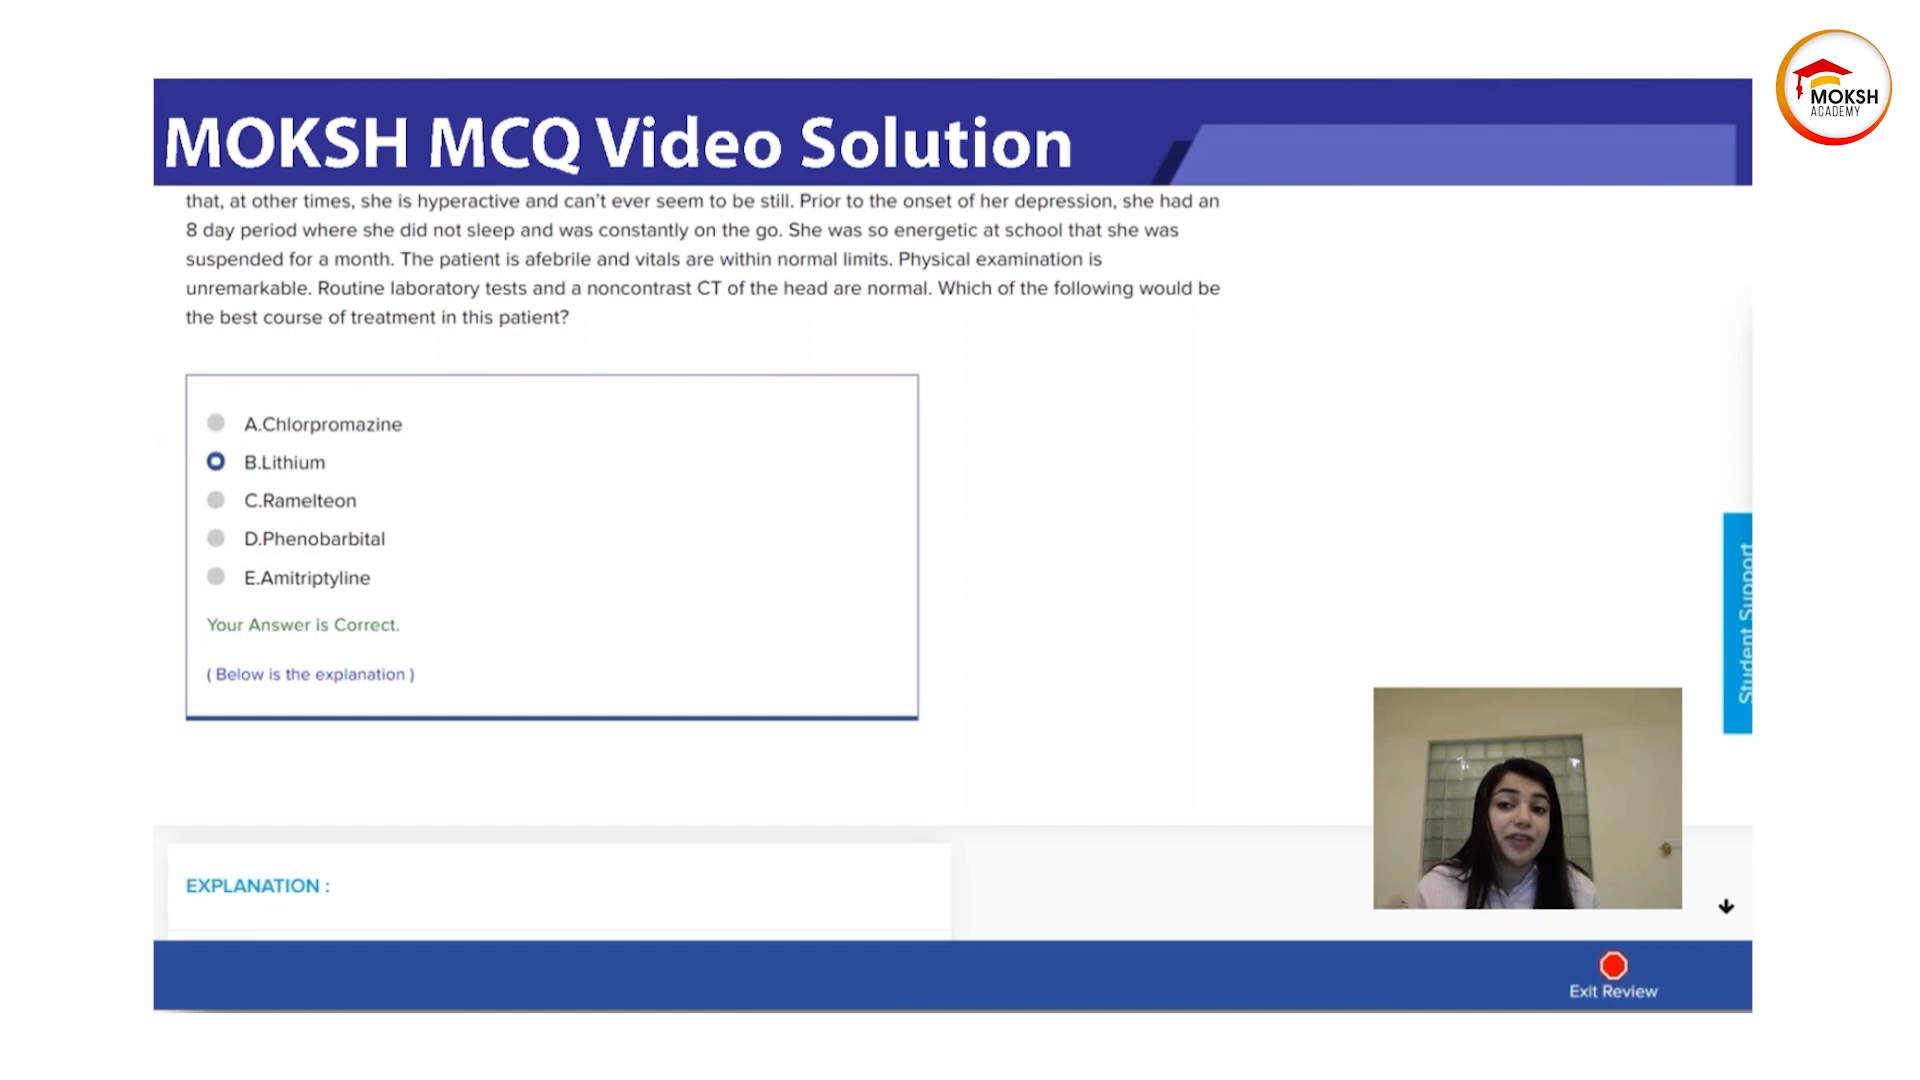 MOKSH
ACADEMY
MOKSH MCQ Video Solution
that, at other times, she is hyperactive and can't ever seem to be still. Prior to the onset of her depression, she had an
8 day period where she did not sleep and was constantly on the go. She was so energetic at school that she was
suspended for a month. The patient is afebrile and vitals are within normal limits. Physical examination is
unremarkable. Routine laboratory tests and a noncontrast CT of the head are normal. Which of the following would be
the best course of treatment in this patient?
A.Chlorpromazine
B.Lithium
C.Ramelteon
D.Phenobarbital
E.Amitriptyline
Your Answer is Correct.
( Below is the explanation )
Student Support
EXPLANATION :
Exit Review